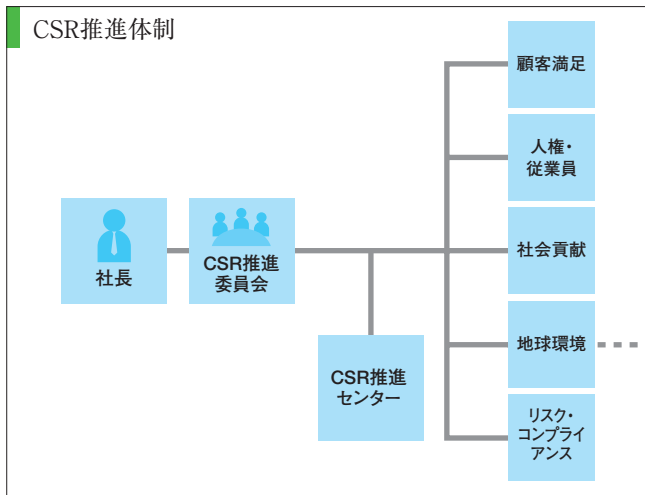 CSR推進体制
顧客満足
人権・
従業員
社長
CSR推進
委員会
社会貢献
CSR推進
センター
地球環境
リスク・
コンプライ
アンス